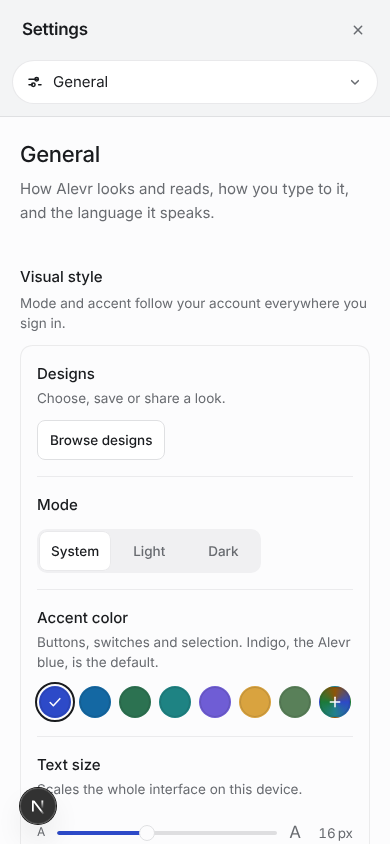 Settings
General
General
How Alevr looks and reads, how you type to it,
and the language it speaks.
Visual style
Mode and accent follow your account everywhere you
sign in.
Designs
Choose, save or share a look.
Browse designs
Mode
System Light Dark
Accent color
Buttons, switches and selection. Indigo, the Alevr
blue, is the default.
Text size
Scales the whole interface on this device.
N
A A 16 px